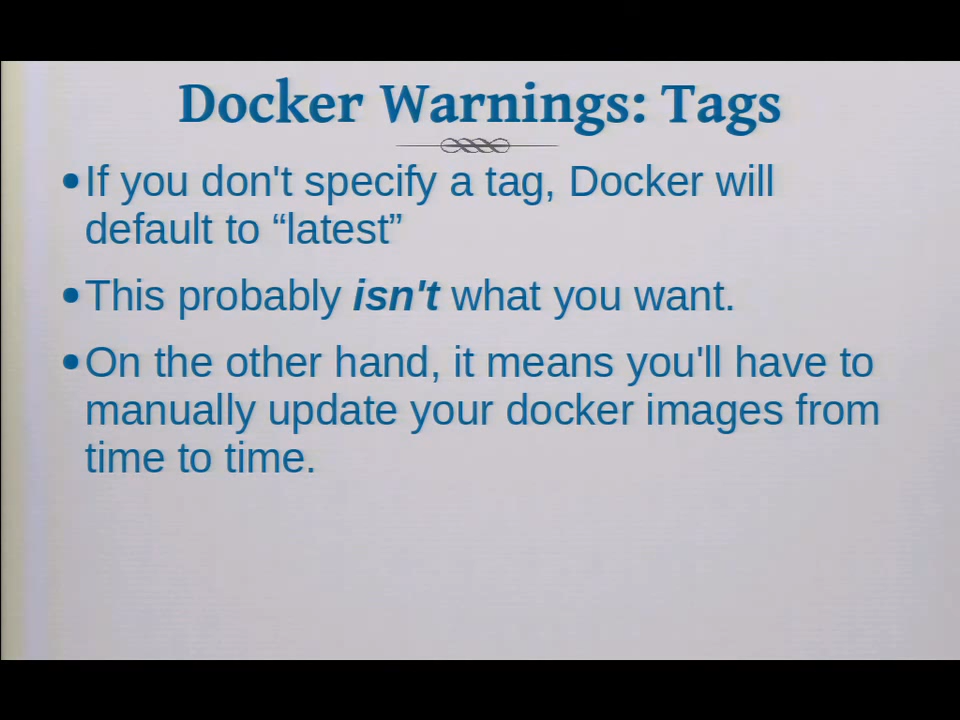 Docker Warnings: Tags
•If you don't specify a tag, Docker will
default to “latest”
•This probably isn't what you want.
•On the other hand, it means you'll have to
manually update your docker images from
time to time.